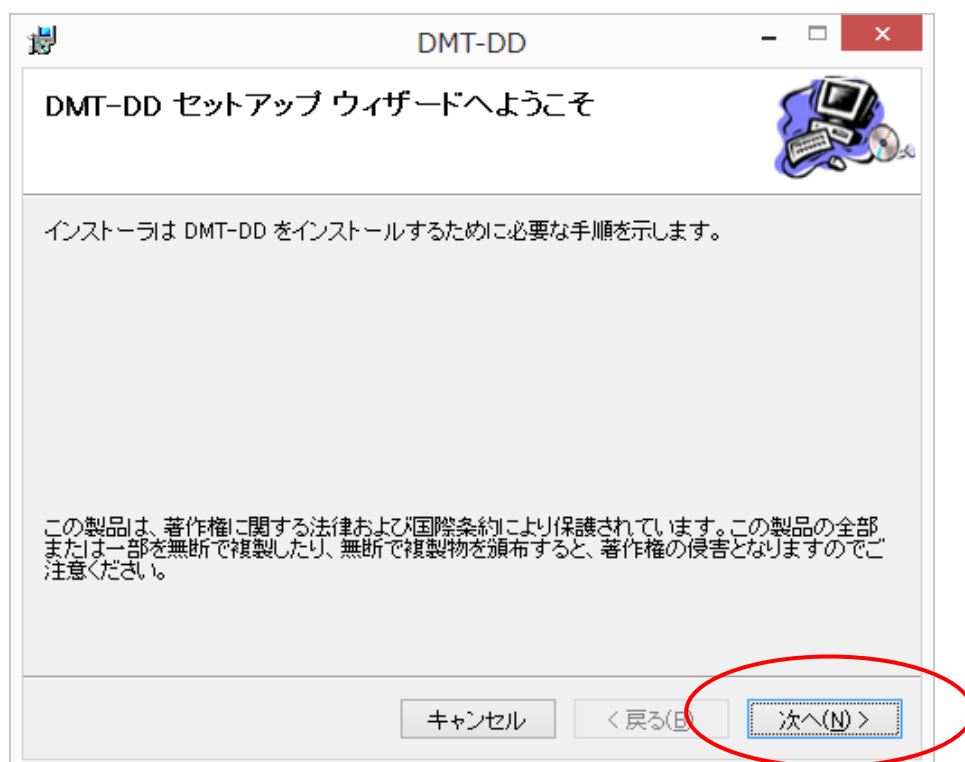 DMT-DD
DMT-DD セットアップ ウィザードへようこそ
インストーラは DMT-DD をインストールするために必要な手順を示します。
この製品は、著作権に関する法律および国際条約により保護されています。この製品の全部
または一部を無断で複製したり、無断で複製物を頒布すると、著作権の侵害となりますのでご
注意ください。
キャンセル
< 戻る(B)
次へ(N) >